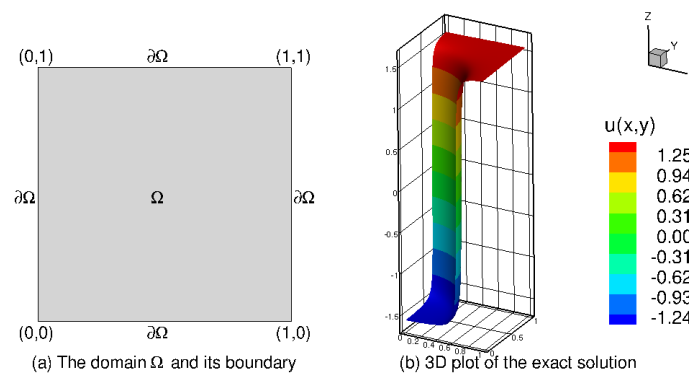 (0,1)
∂Ω
(1,1)
∂Ω
Ω
∂Ω
(0,0)
∂Ω
(1,0)
(a) The domain Ω and its boundary
1.5
1
0.5
0
-0.5
-1
-1.5
0 0.2 0.4 0.6 0.8 1
0
1
(b) 3D plot of the exact solution
Z
Y
u(x,y)
1.25
0.94
0.62
0.31
0.00
-0.31
-0.62
-0.93
-1.24